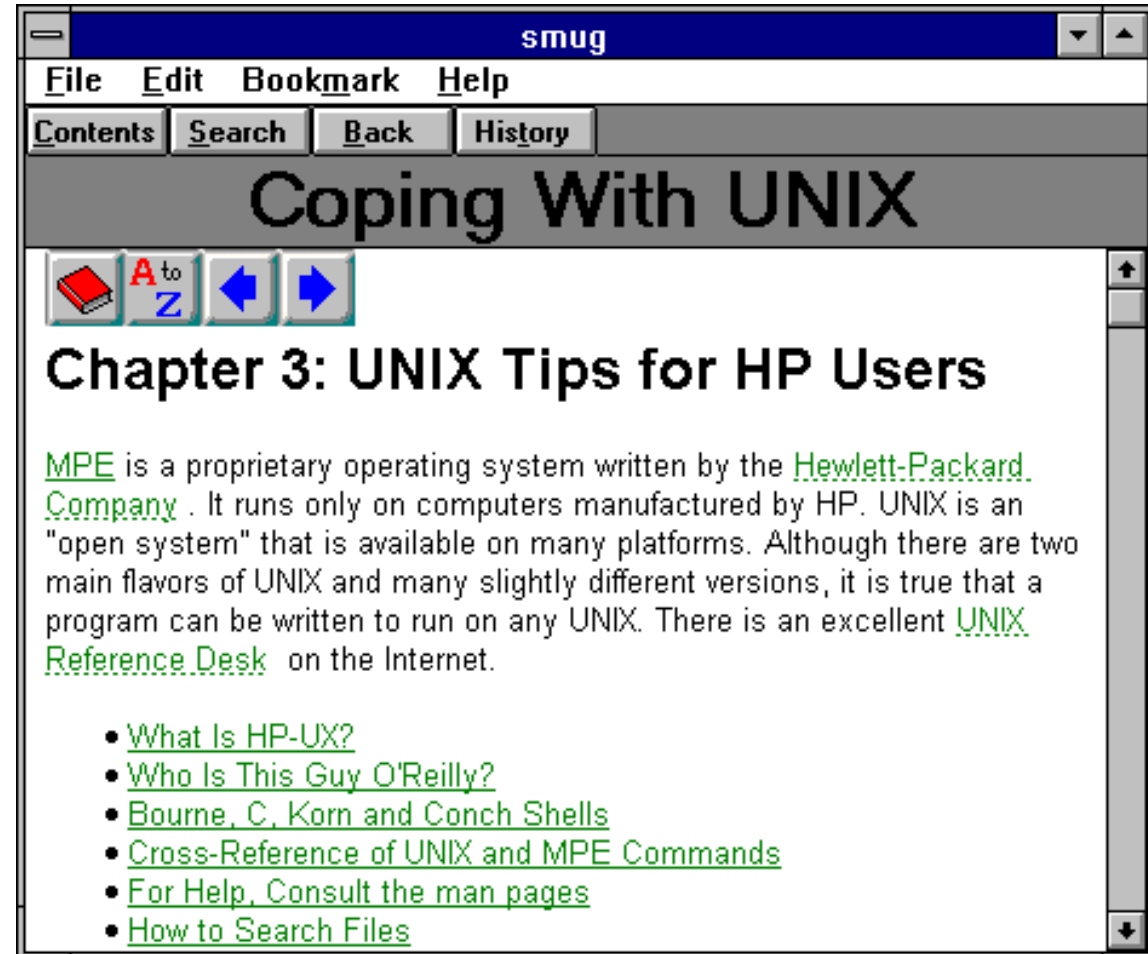 smug
File Edit Bookmark Help
Contents Search Back History
Coping With UNIX
A to Z
Chapter 3: UNIX Tips for HP Users
MPE is a proprietary operating system written by the Hewlett-Packard
Company . It runs only on computers manufactured by HP. UNIX is an
"open system" that is available on many platforms. Although there are two
main flavors of UNIX and many slightly different versions, it is true that a
program can be written to run on any UNIX. There is an excellent UNIX
Reference Desk on the Internet.
• What Is HP-UX?
• Who Is This Guy O'Reilly?
• Bourne, C, Korn and Conch Shells
• Cross-Reference of UNIX and MPE Commands
• For Help, Consult the man pages
• How to Search Files